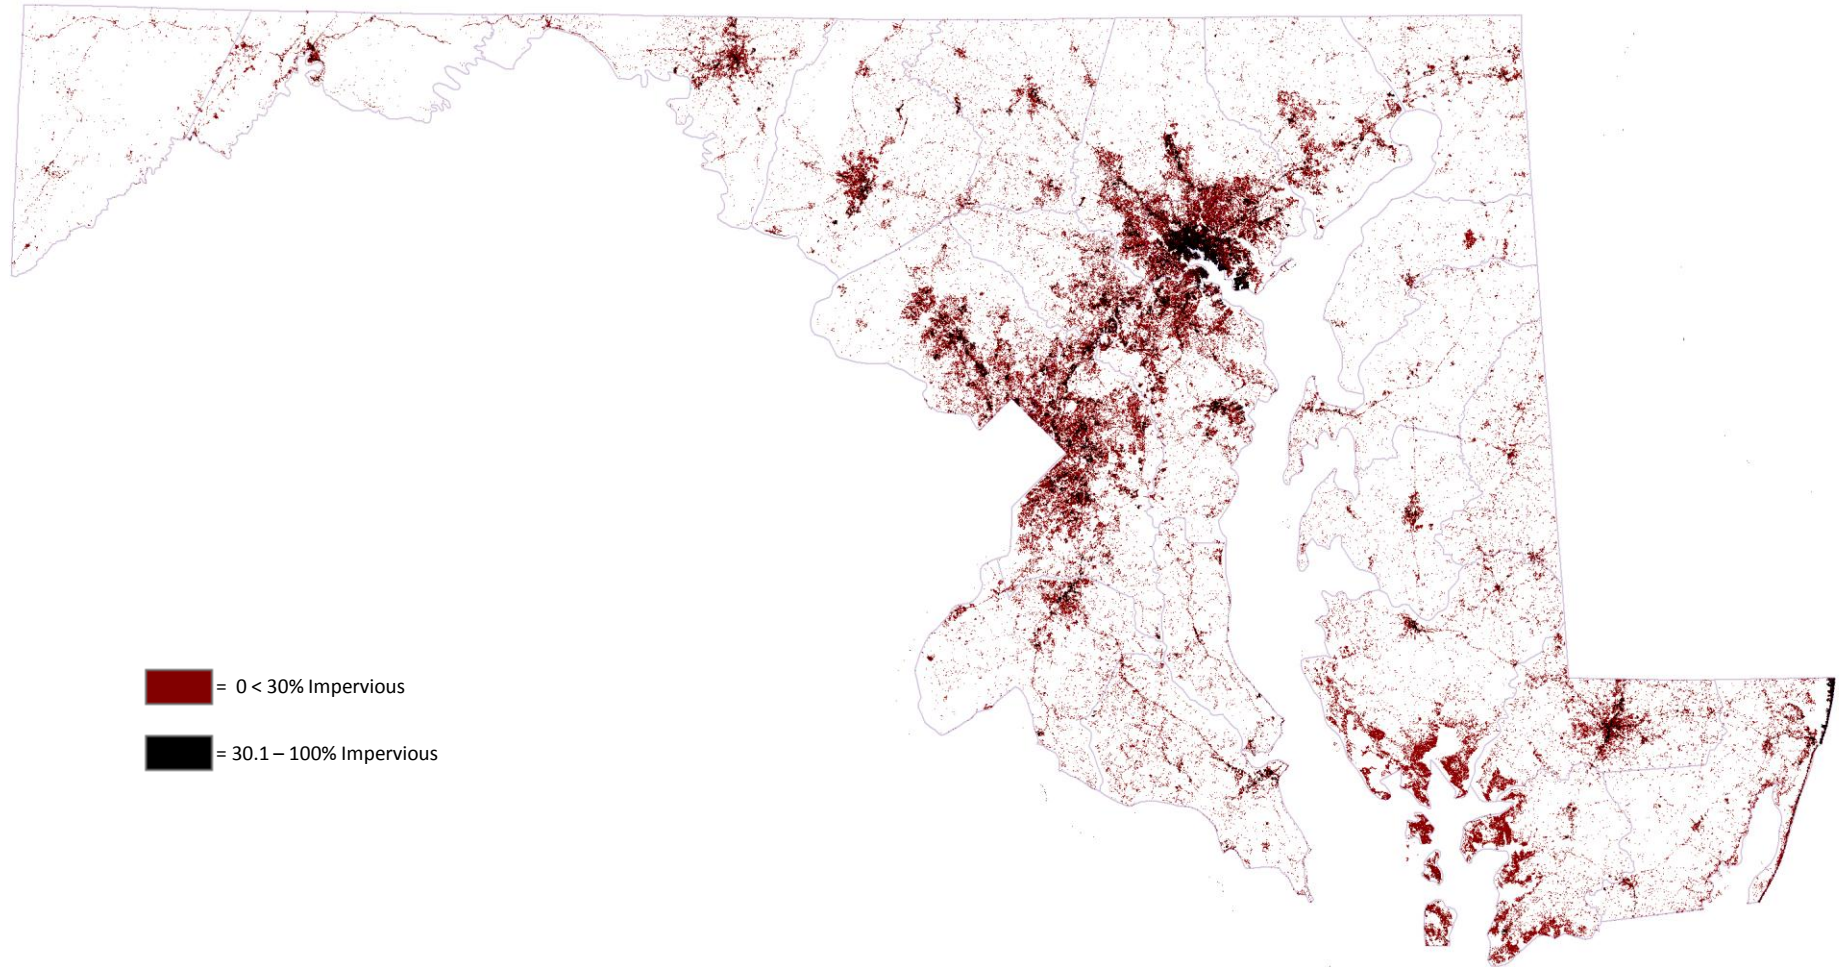 = 0 < 30% Impervious
= 30.1 – 100% Impervious